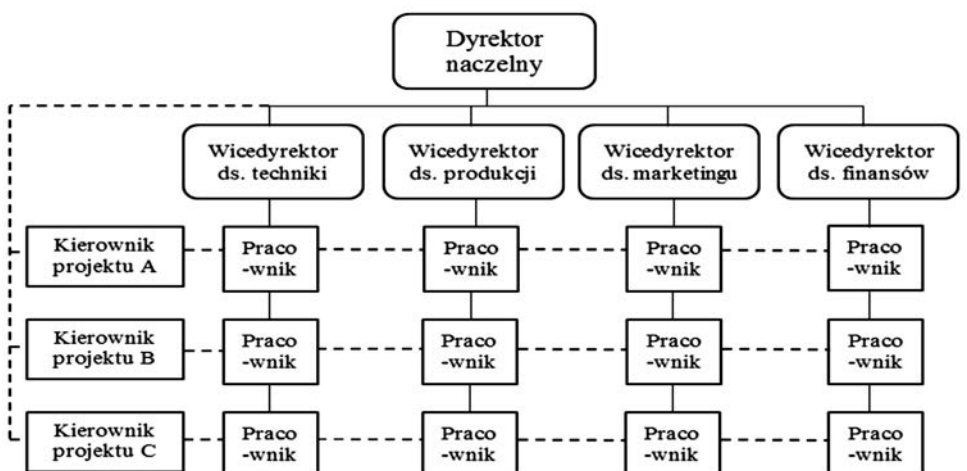 Dyrektor
naczelny
Wicedyrektor
ds. techniki
Wicedyrektor
ds. produkcji
Wicedyrektor
ds. marketingu
Wicedyrektor
ds. finansów
Kierownik
projektu A
Praco
-wnik
Praco
-wnik
Praco
-wnik
Praco
-wnik
Kierownik
projektu B
Praco
-wnik
Praco
-wnik
Praco
-wnik
Praco
-wnik
Kierownik
projektu C
Praco
-wnik
Praco
-wnik
Praco
-wnik
Praco
-wnik